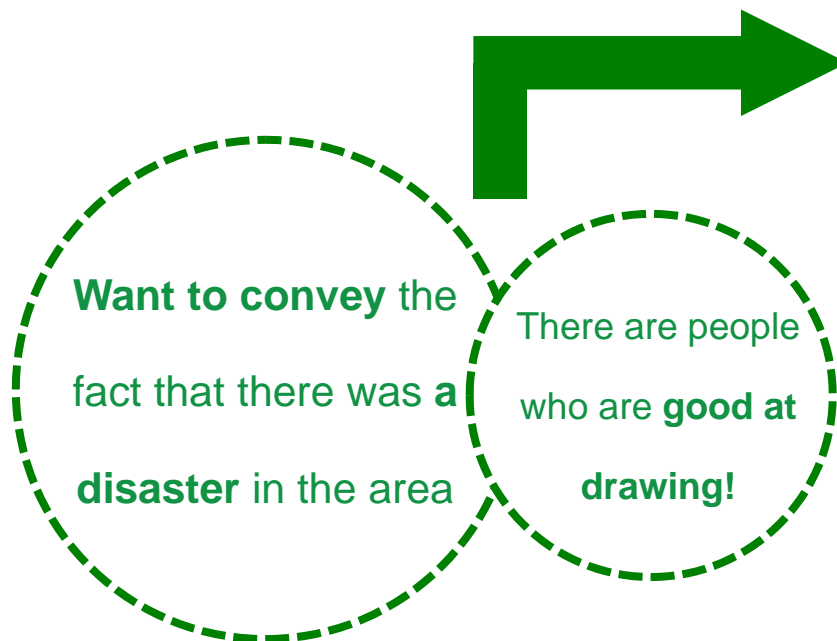 Want to convey the
fact that there was a
disaster in the area
There are people
who are good at
drawing!